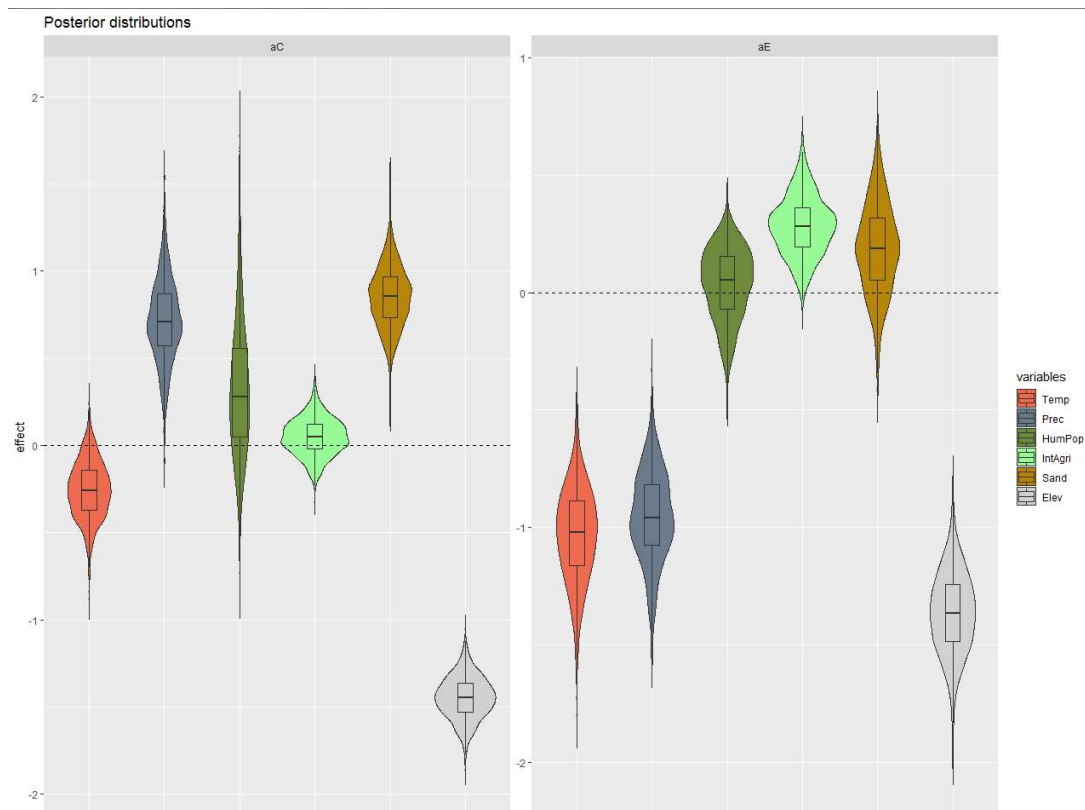 Posterior distributions
aC
aE
effect
2
1
0
-1
-2
1
0
-1
-2
variables
Temp
Prec
HumPop
IntAgri
Sand
Elev